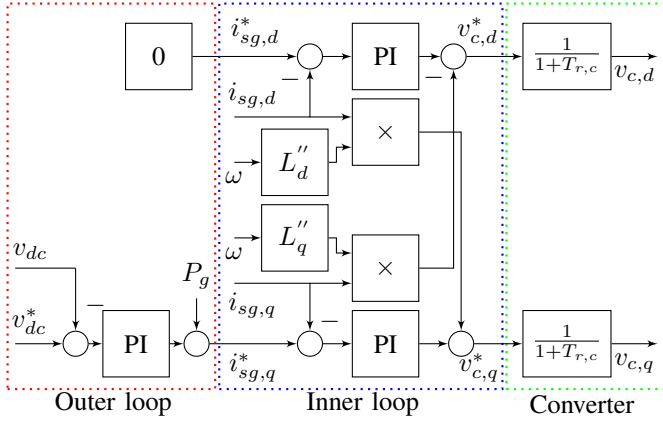 0
i*sg,d
−
PI
−
v*c,d
1
1+Tr,c
vc,d
isg,d
×
ω
L''d
ω
L''q
×
vdc
−
Pg
isg,q
−
v*dc
PI
i*sg,q
PI
v*c,q
1
1+Tr,c
vc,q
Outer loop
Inner loop
Converter